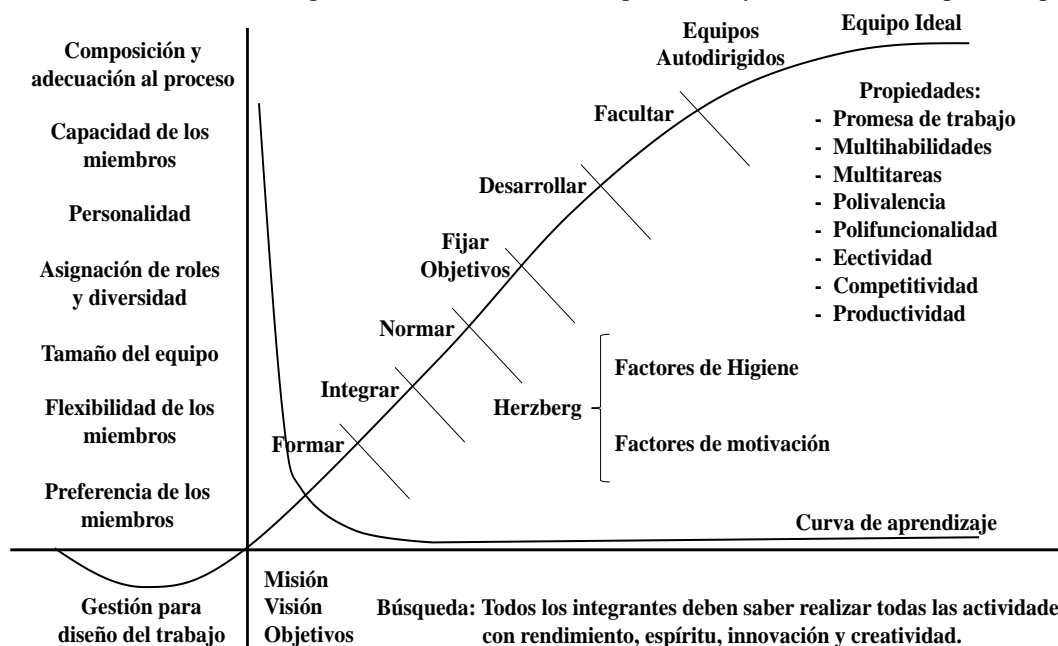 Composición y
adecuación al proceso
Capacidad de los
miembros
Personalidad
Asignación de roles
y diversidad
Tamaño del equipo
Flexibilidad de los
miembros
Preferencia de los
miembros
Gestión para
diseño del trabajo
Misión
Visión
Objetivos
Búsqueda: Todos los integrantes deben saber realizar todas las actividade
con rendimiento, espíritu, innovación y creatividad.
Formar
Integrar
Normar
Fijar
Objetivos
Desarrollar
Facultar
Equipos
Autodirigidos
Equipo Ideal
Propiedades:
- Promesa de trabajo
- Multihabilidades
- Multitareas
- Polivalencia
- Polifuncionalidad
- Eectividad
- Competitividad
- Productividad
Herzberg
Factores de Higiene
Factores de motivación
Curva de aprendizaje